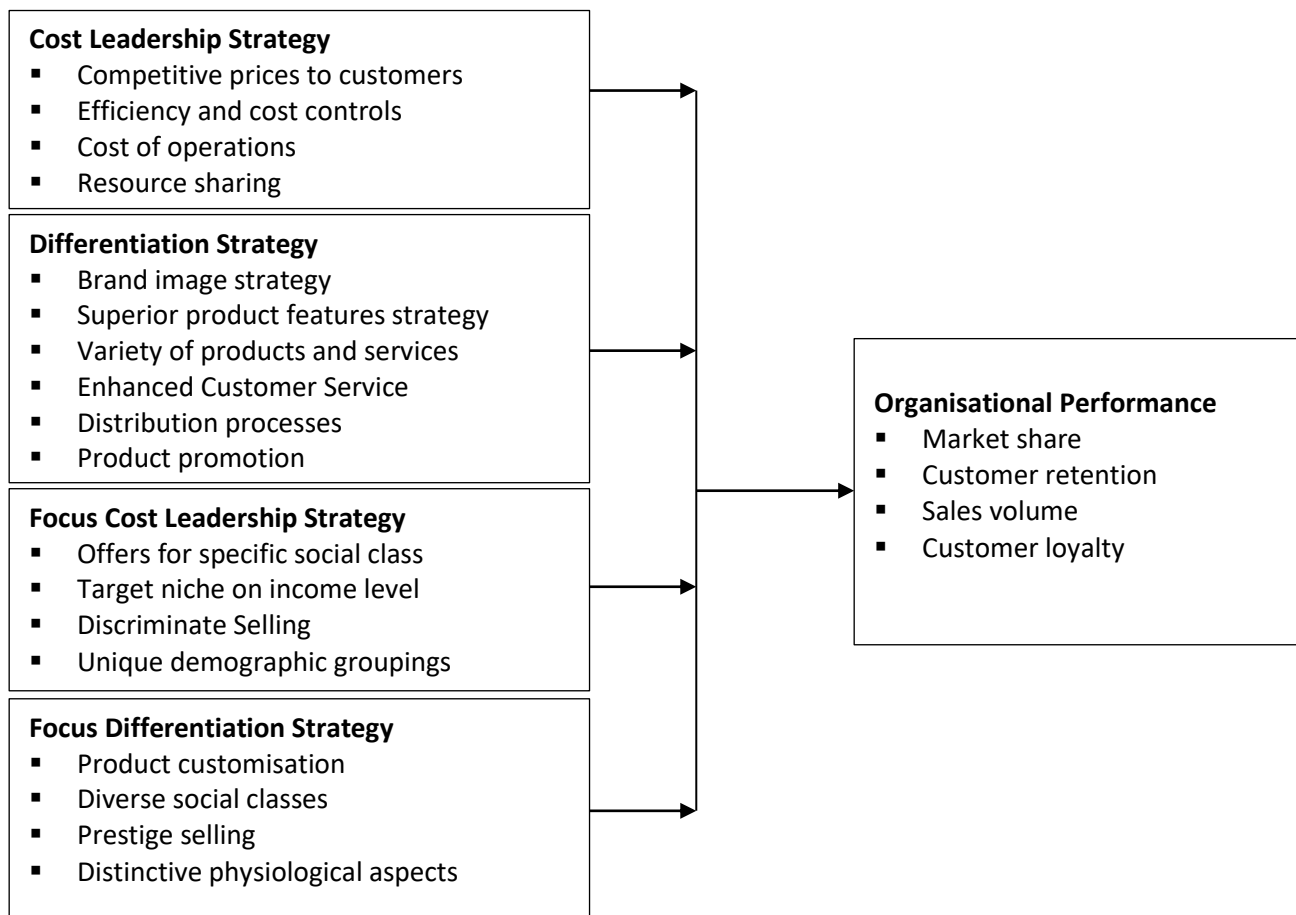 Cost Leadership Strategy
▪ Competitive prices to customers
▪ Efficiency and cost controls
▪ Cost of operations
▪ Resource sharing
Differentiation Strategy
▪ Brand image strategy
▪ Superior product features strategy
▪ Variety of products and services
▪ Enhanced Customer Service
▪ Distribution processes
▪ Product promotion
Focus Cost Leadership Strategy
▪ Offers for specific social class
▪ Target niche on income level
▪ Discriminate Selling
▪ Unique demographic groupings
Focus Differentiation Strategy
▪ Product customisation
▪ Diverse social classes
▪ Prestige selling
▪ Distinctive physiological aspects
Organisational Performance
▪ Market share
▪ Customer retention
▪ Sales volume
▪ Customer loyalty